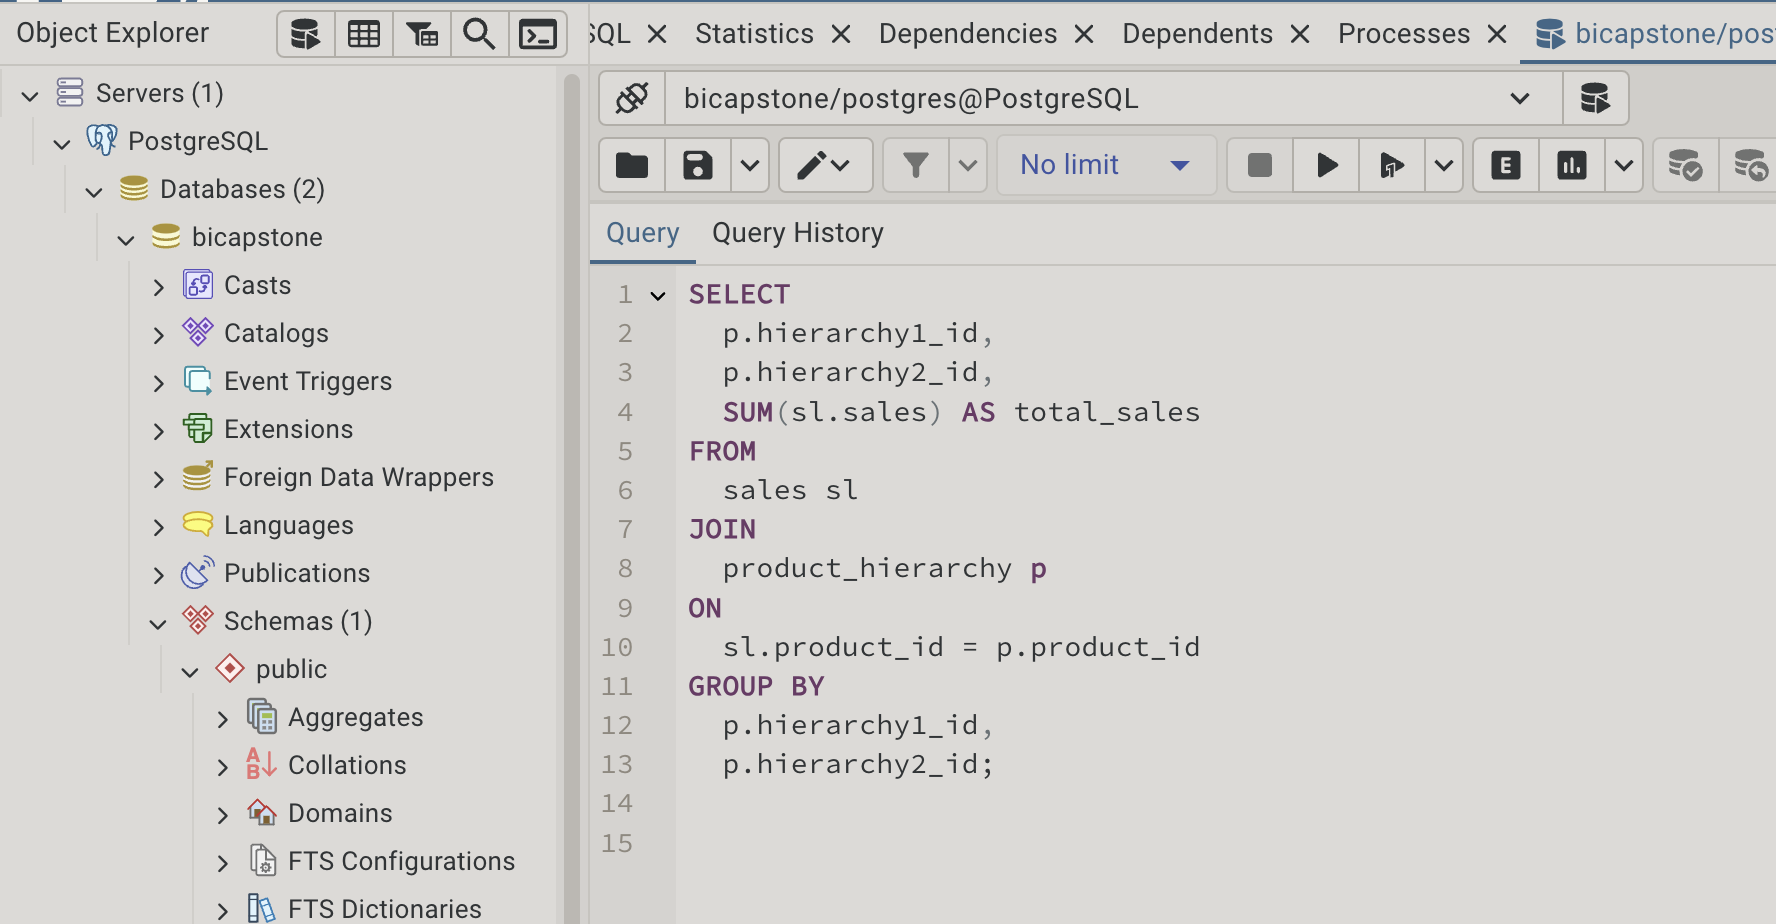 Object Explorer
Servers (1)
PostgreSQL
Databases (2)
bicapstone
Casts
Catalogs
Event Triggers
Extensions
Foreign Data Wrappers
Languages
Publications
Schemas (1)
public
Aggregates
Collations
Domains
FTS Configurations
FTS Dictionaries
SQL Statistics Dependencies Dependents Processes bicapstone/pos
bicapstone/postgres@PostgreSQL
No limit
E
Query Query History
1 SELECT
2 p.hierarchy1_id,
3 p.hierarchy2_id,
4 SUM(sl.sales) AS total_sales
5 FROM
6 sales sl
7 JOIN
8 product_hierarchy p
9 ON
10 sl.product_id = p.product_id
11 GROUP BY
12 p.hierarchy1_id,
13 p.hierarchy2_id;
14
15